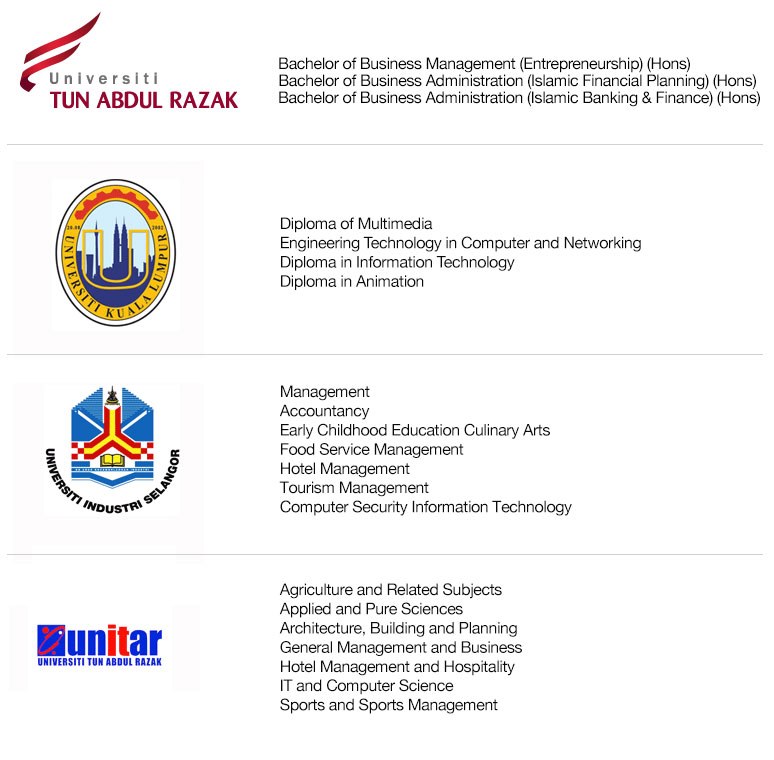 Universiti
TUN ABDUL RAZAK
Bachelor of Business Management (Entrepreneurship) (Hons)
Bachelor of Business Administration (Islamic Financial Planning) (Hons)
Bachelor of Business Administration (Islamic Banking & Finance) (Hons)
20.08 2002
UNIVERSITI KUALA LUMPUR
Diploma of Multimedia
Engineering Technology in Computer and Networking
Diploma in Information Technology
Diploma in Animation
UNIVERSITI INDUSTRI SELANGOR
Management
Accountancy
Early Childhood Education Culinary Arts
Food Service Management
Hotel Management
Tourism Management
Computer Security Information Technology
unitar
UNIVERSITI TUN ABDUL RAZAK
Agriculture and Related Subjects
Applied and Pure Sciences
Architecture, Building and Planning
General Management and Business
Hotel Management and Hospitality
IT and Computer Science
Sports and Sports Management